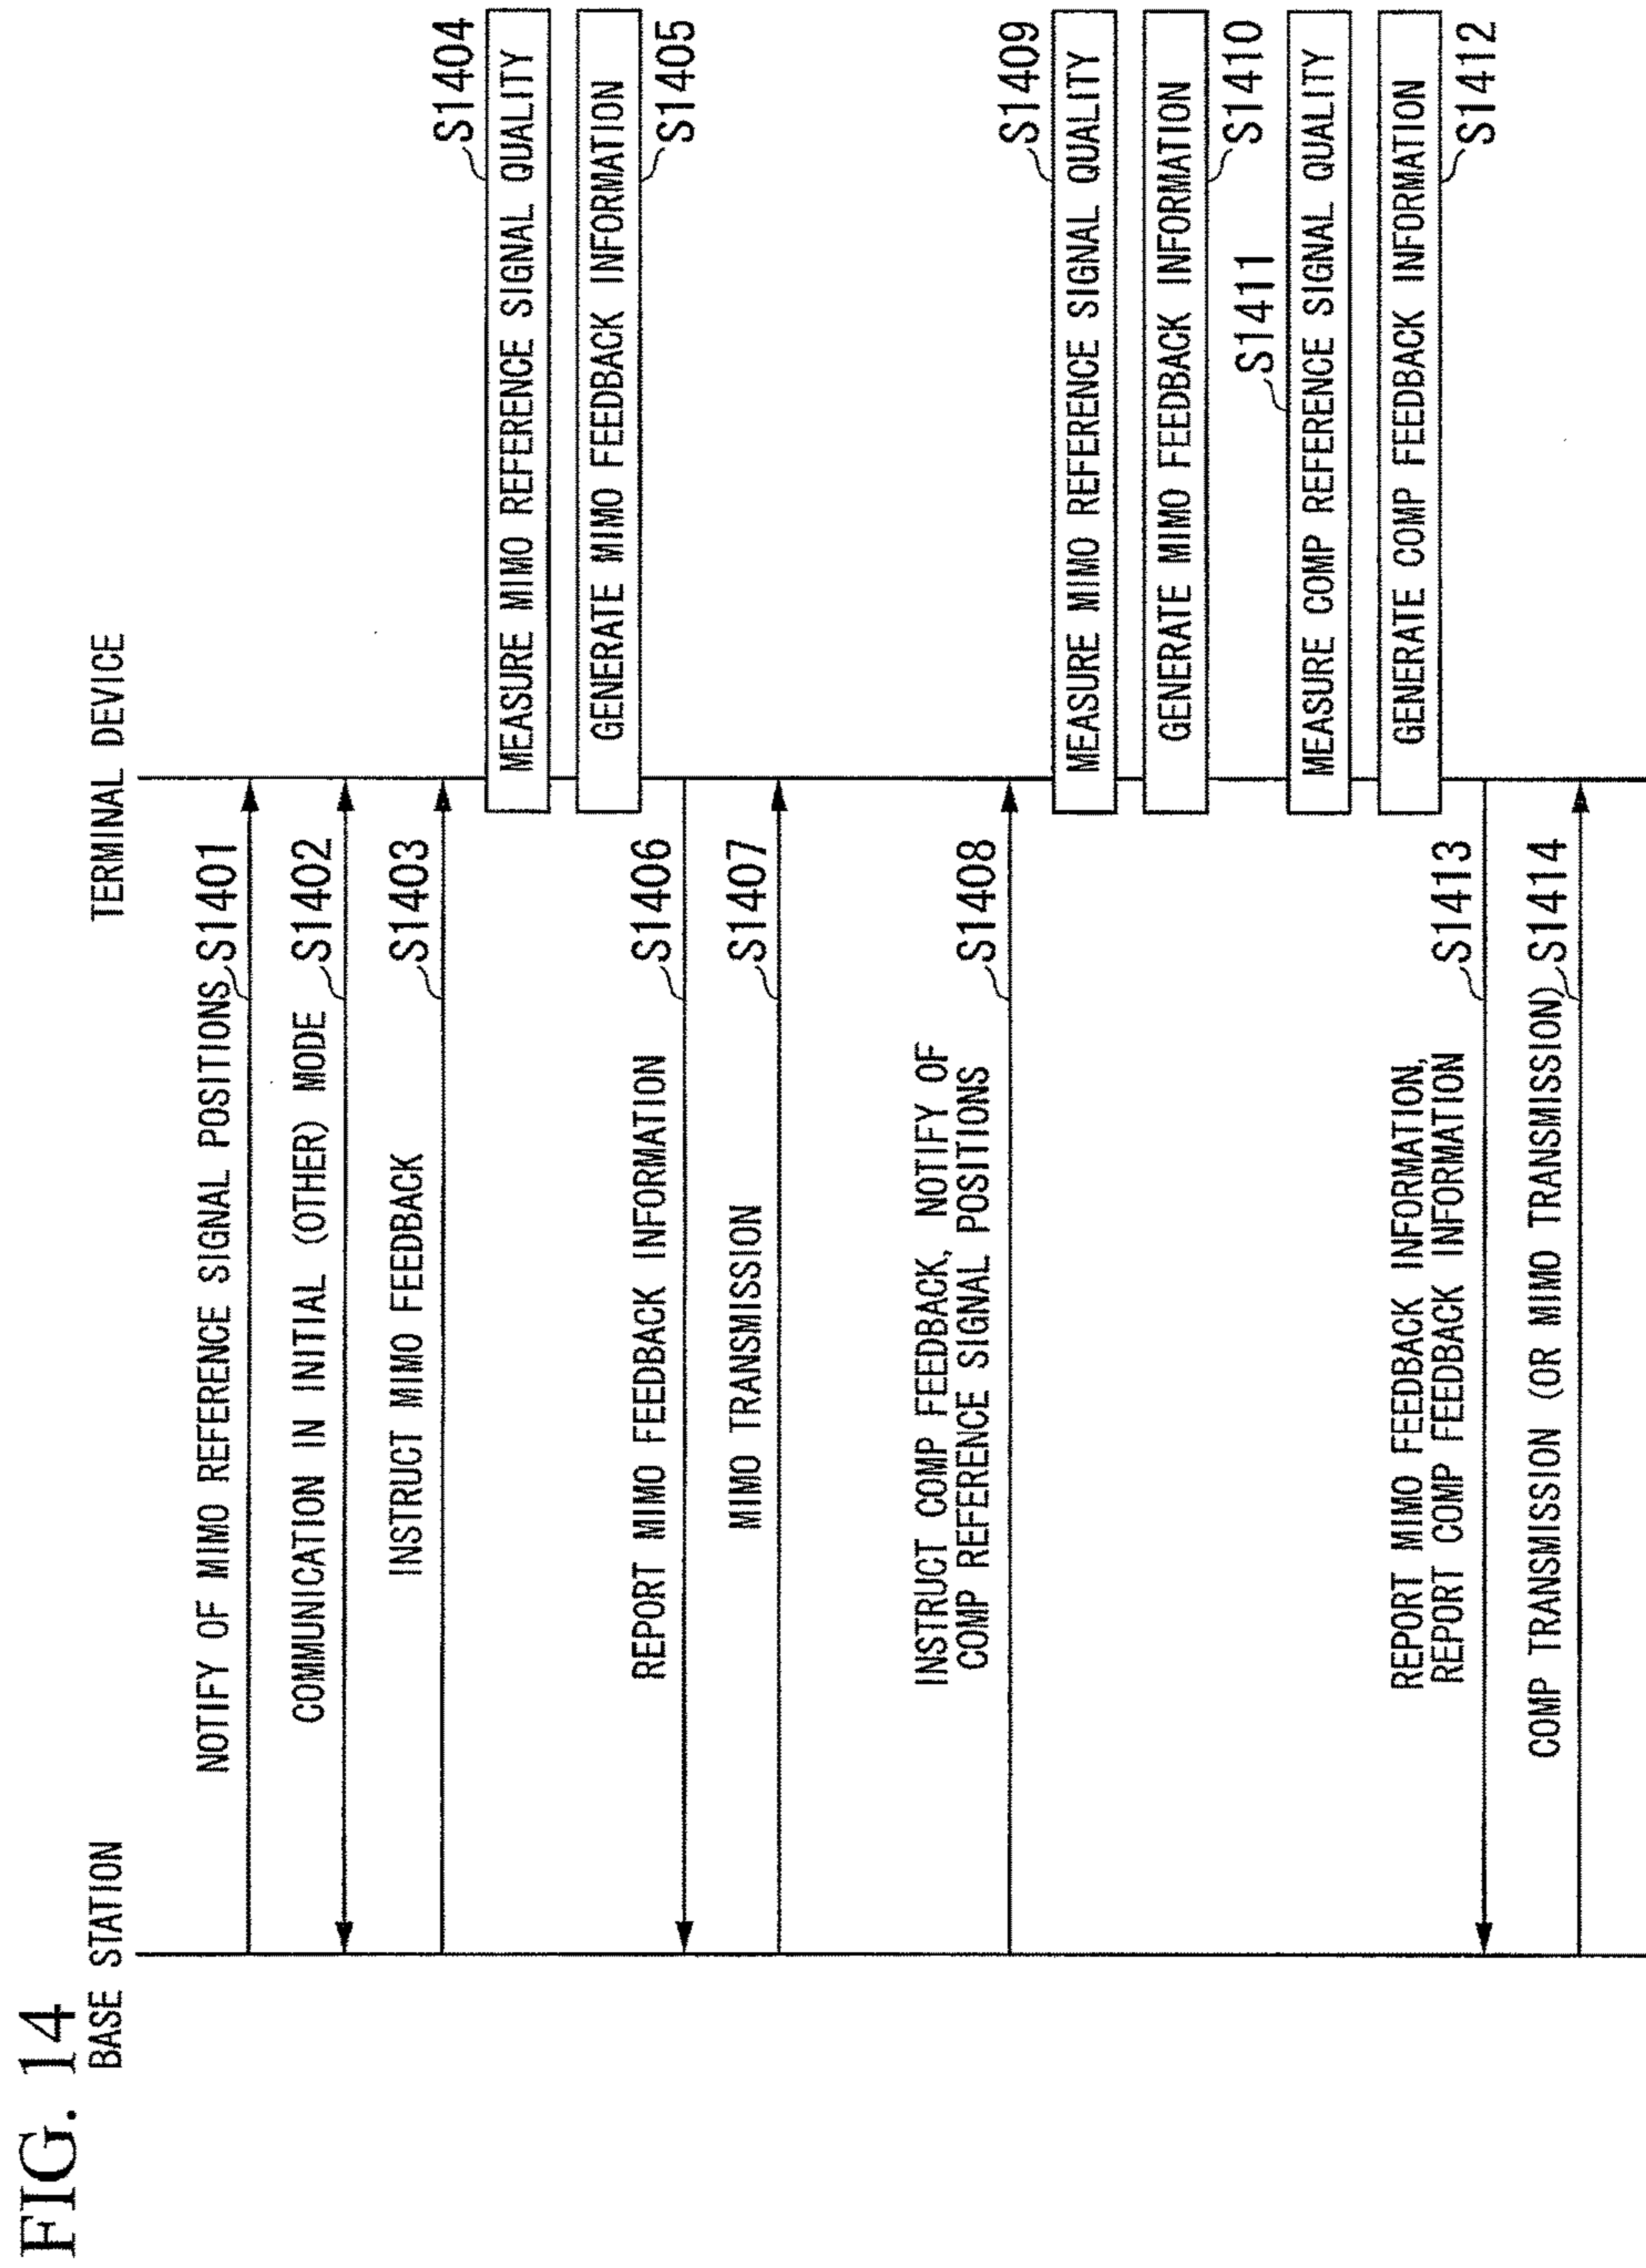 FIG. 14
BASE STATION
TERMINAL DEVICE
NOTIFY OF MIMO REFERENCE SIGNAL POSITIONS S1401
COMMUNICATION IN INITIAL (OTHER) MODE S1402
INSTRUCT MIMO FEEDBACK S1403
S1404
MEASURE MIMO REFERENCE SIGNAL QUALITY
GENERATE MIMO FEEDBACK INFORMATION
S1405
REPORT MIMO FEEDBACK INFORMATION S1406
MIMO TRANSMISSION S1407
INSTRUCT COMP FEEDBACK, NOTIFY OF
COMP REFERENCE SIGNAL POSITIONS S1408
S1409
MEASURE MIMO REFERENCE SIGNAL QUALITY
GENERATE MIMO FEEDBACK INFORMATION
S1410
S1411
MEASURE COMP REFERENCE SIGNAL QUALITY
GENERATE COMP FEEDBACK INFORMATION
S1412
REPORT MIMO FEEDBACK INFORMATION,
REPORT COMP FEEDBACK INFORMATION S1413
COMP TRANSMISSION (OR MIMO TRANSMISSION) S1414